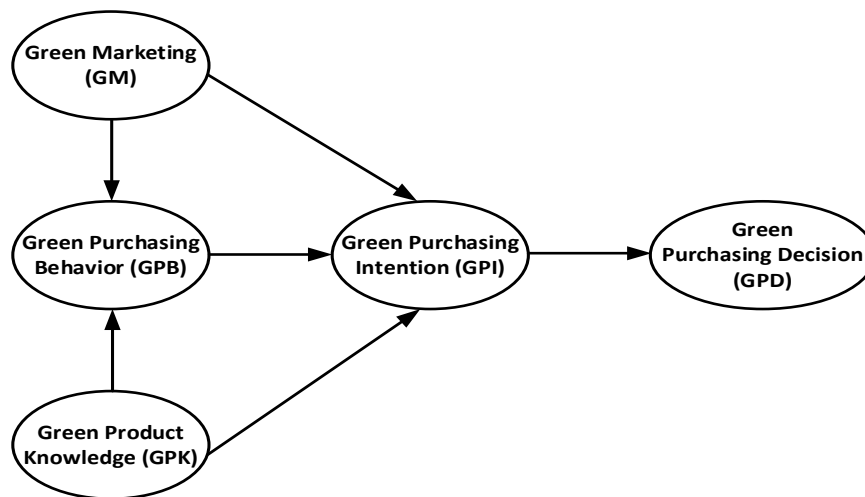 Green Marketing
(GM)
Green Purchasing
Behavior (GPB)
Green Purchasing
Intention (GPI)
Green
Purchasing Decision
(GPD)
Green Product
Knowledge (GPK)